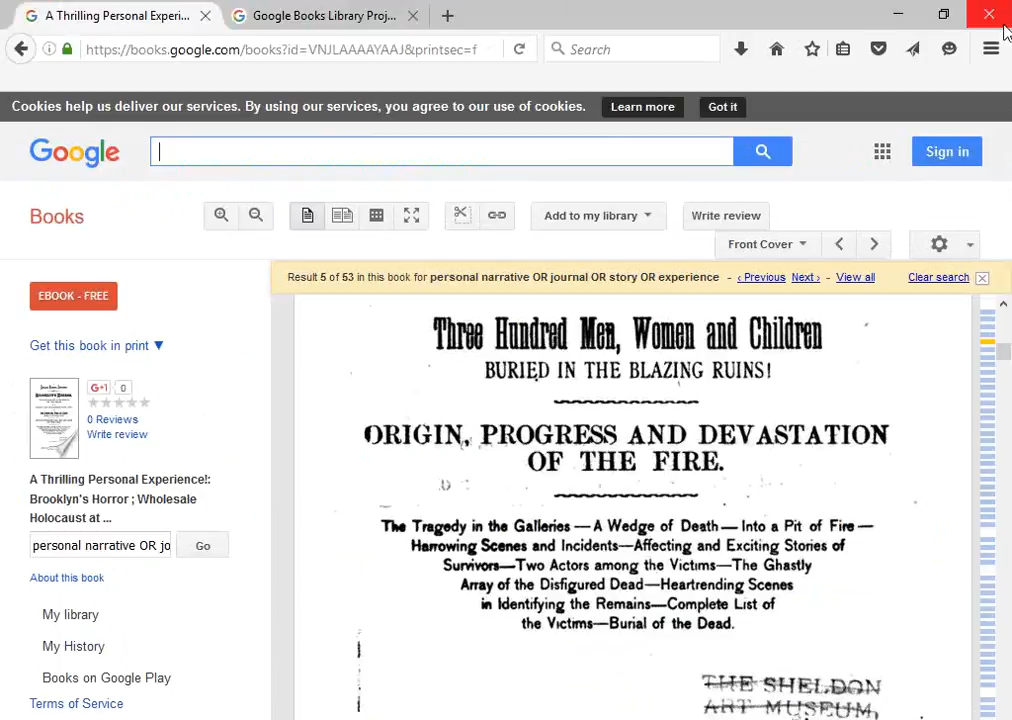 A Thrilling Personal Experi...
Google Books Library Proj...
https://books.google.com/books?id=VNJLAAAAYAAJ&printsec=f
Search
Cookies help us deliver our services. By using our services, you agree to our use of cookies.
Learn more
Got it
Google
Sign in
Books
Add to my library
Write review
Front Cover
Result 5 of 53 in this book for personal narrative OR journal OR story OR experience
- ‹ Previous Next › - View all
Clear search
EBOOK - FREE
Get this book in print ▼
G+1 0
0 Reviews
Write review
A Thrilling Personal Experience!:
Brooklyn's Horror ; Wholesale
Holocaust at ...
personal narrative OR jo
Go
About this book
My library
My History
Books on Google Play
Terms of Service
Three Hundred Men, Women and Children
BURIED IN THE BLAZING RUINS!
ORIGIN, PROGRESS AND DEVASTATION
OF THE FIRE.
The Tragedy in the Galleries — A Wedge of Death — Into a Pit of Fire —
Harrowing Scenes and Incidents—Affecting and Exciting Stories of
Survivors—Two Actors among the Victims—The Ghastly
Array of the Disfigured Dead—Heartrending Scenes
in Identifying the Remains—Complete List of
the Victims—Burial of the Dead.
THE SHELDON
ART MUSEUM,